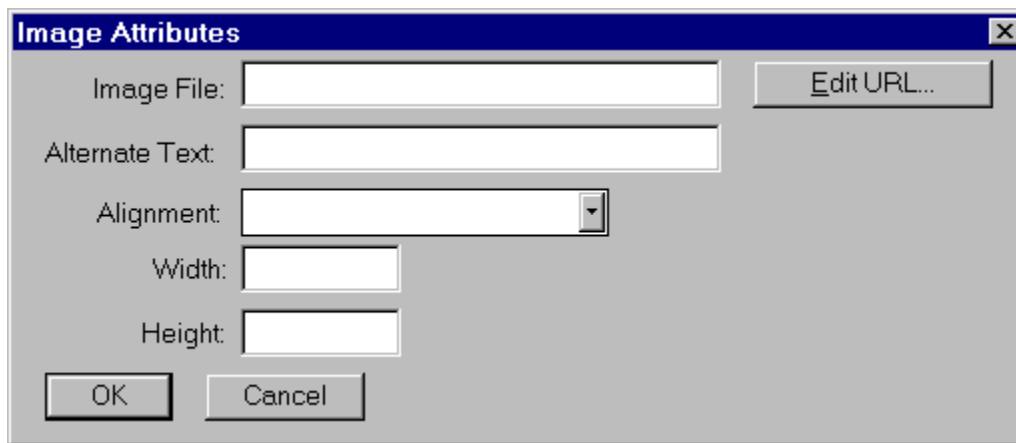 Image Attributes
Image File:
Edit URL...
Alternate Text:
Alignment:
Width:
Height:
OK
Cancel